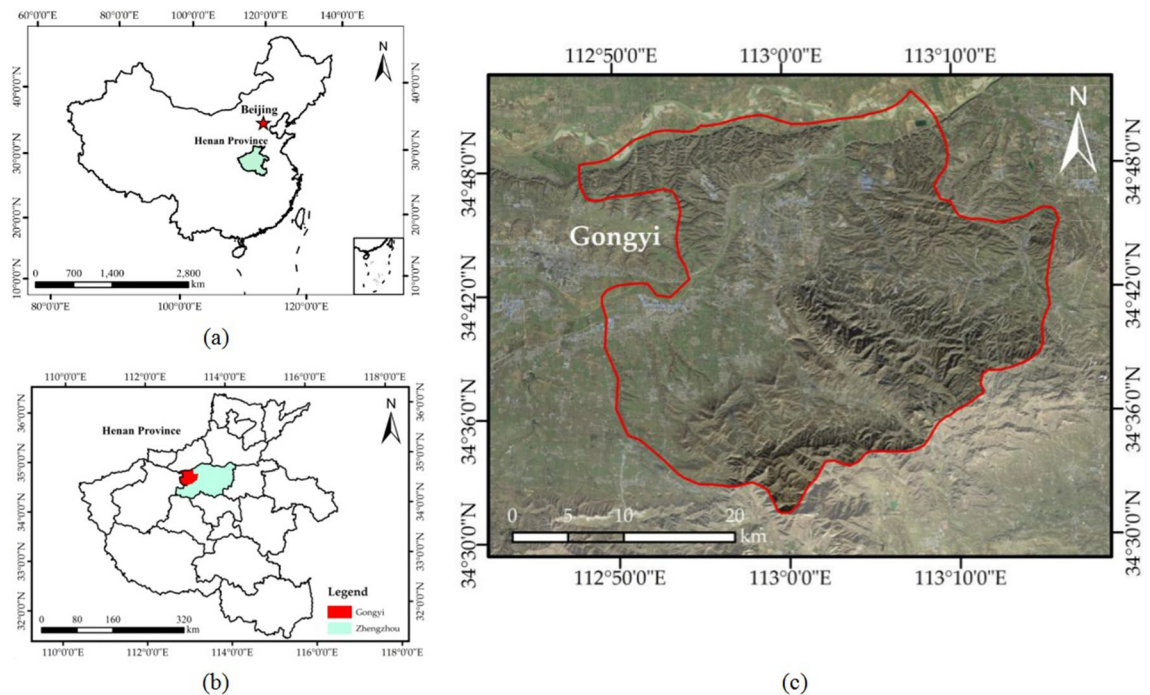 60°0'0"E 80°0'0"E 100°0'0"E 120°0'0"E 140°0'0"E
N
40°0'0"N
30°0'0"N
20°0'0"N
10°0'0"N
Beijing
Henan Province
40°0'0"N
30°0'0"N
20°0'0"N
10°0'0"N
0 700 1,400 2,800
km
80°0'0"E 100°0'0"E 120°0'0"E
(a)
110°0'0"E 112°0'0"E 114°0'0"E 116°0'0"E 118°0'0"E
N
36°0'0"N
35°0'0"N
34°0'0"N
33°0'0"N
32°0'0"N
Henan Province
36°0'0"N
35°0'0"N
34°0'0"N
33°0'0"N
32°0'0"N
Legend
Gongyi
Zhengzhou
0 80 160 320
km
110°0'0"E 112°0'0"E 114°0'0"E 116°0'0"E 118°0'0"E
(b)
112°50'0"E 113°0'0"E 113°10'0"E
N
34°48'0"N
34°42'0"N
34°36'0"N
34°30'0"N
Gongyi
34°48'0"N
34°42'0"N
34°36'0"N
34°30'0"N
0 5 10 20
km
112°50'0"E 113°0'0"E 113°10'0"E
(c)